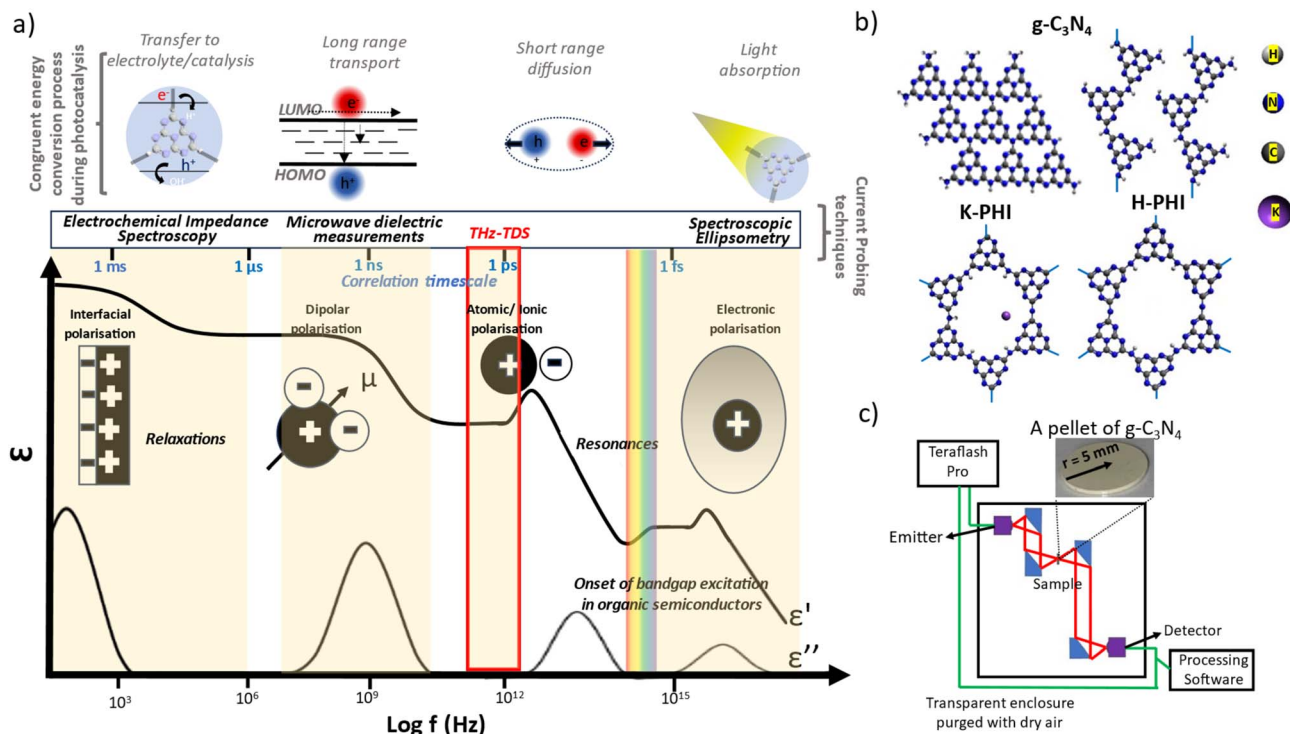 a)
Congruent energy
conversion process
during photocatalysis
Transfer to
electrolyte/catalysis
e⁻
h⁺
Long range
transport
LUMO
e⁻
HOMO
h⁺
Short range
diffusion
h
+
e
-
Light
absorption
Electrochemical Impedance
Spectroscopy
Microwave dielectric
measurements
THz-TDS
Spectroscopic
Ellipsometry
Current Probing
techniques
1 ms
1 µs
1 ns
1 ps
1 fs
Correlation timescale
Interfacial
polarisation
Dipolar
polarisation
Atomic/ Ionic
polarisation
Electronic
polarisation
μ
Relaxations
Resonances
ε
Onset of bandgap excitation
in organic semiconductors
ε'
ε''
10³
10⁶
10⁹
10¹²
10¹⁵
Log f (Hz)
b)
g-C₃N₄
H
N
C
K
K-PHI
H-PHI
c)
A pellet of g-C₃N₄
r = 5 mm
Teraflash
Pro
Emitter
Sample
Detector
Processing
Software
Transparent enclosure
purged with dry air